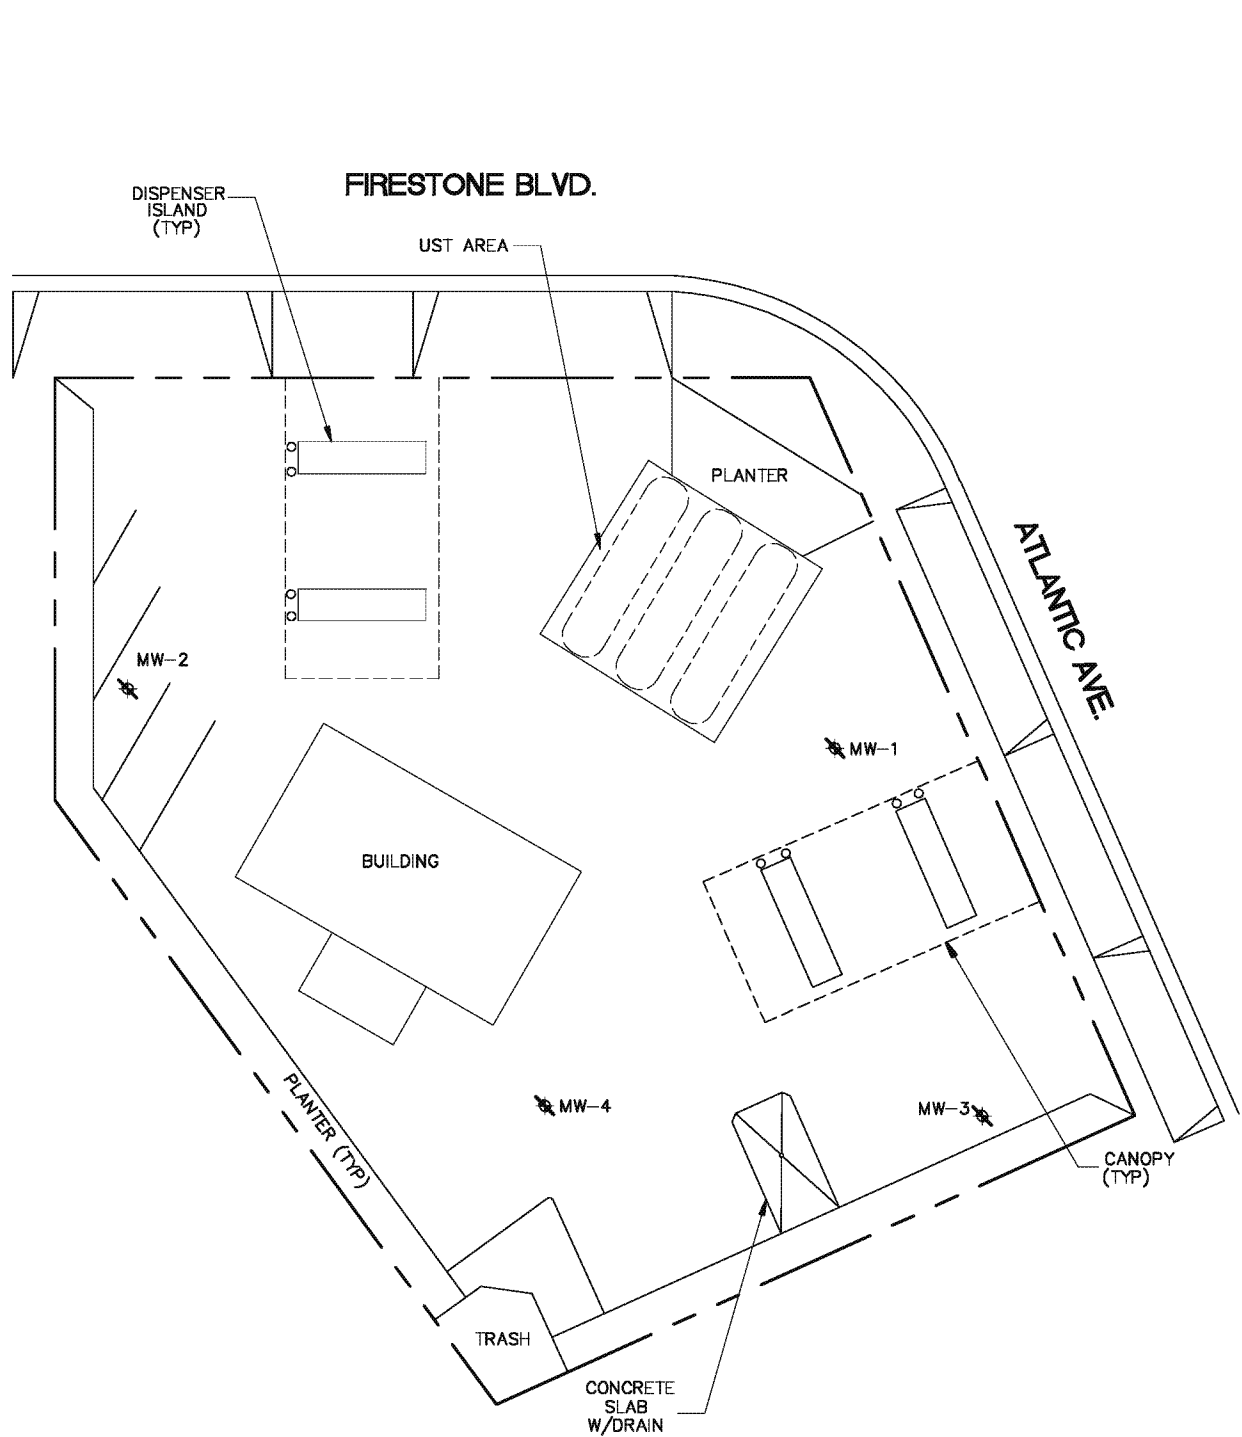 FIRESTONE BLVD.
DISPENSER
ISLAND
(TYP)
UST AREA
PLANTER
ATLANTIC AVE.
MW-2
MW-1
BUILDING
PLANTER (TYP)
MW-4
MW-3
CANOPY
(TYP)
TRASH
CONCRETE
SLAB
W/DRAIN